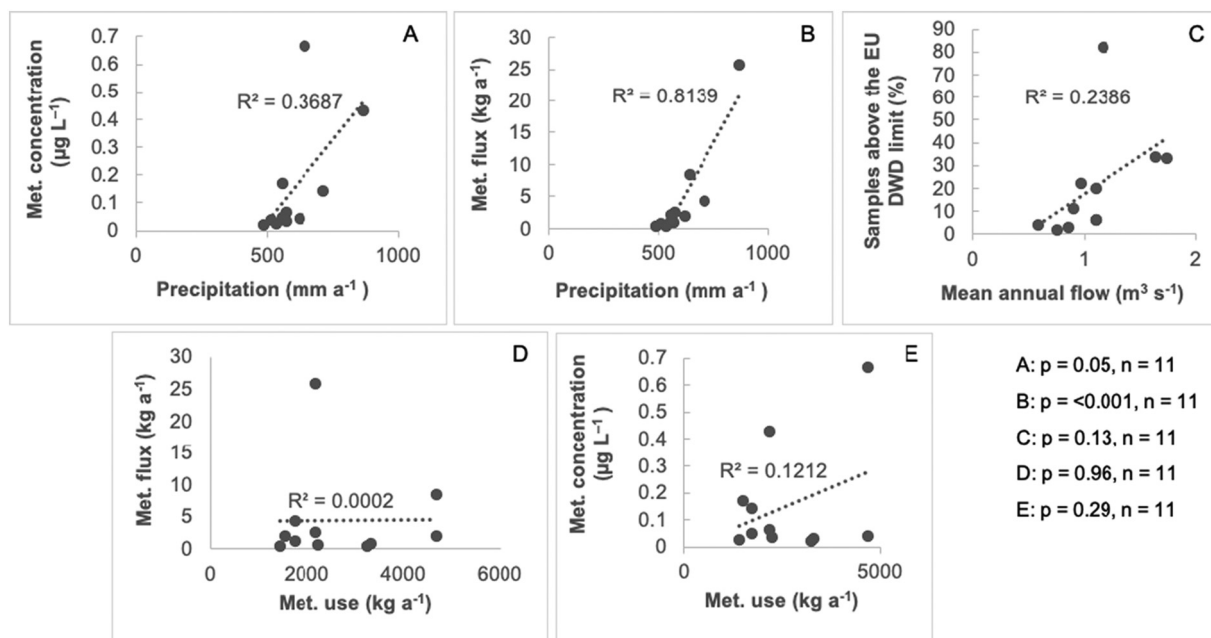 A
Met. concentration
(µg L⁻¹)
0.7
0.6
0.5
0.4
0.3
0.2
0.1
0
R² = 0.3687
0
500
1000
Precipitation (mm a⁻¹ )
B
Met. flux (kg a⁻¹)
30
25
20
15
10
5
0
R² = 0.8139
0
500
1000
Precipitation (mm a⁻¹)
C
Samples above the EU
DWD limit (%)
90
80
70
60
50
40
30
20
10
0
R² = 0.2386
0
1
2
Mean annual flow (m³ s⁻¹)
D
Met. flux (kg a⁻¹)
30
25
20
15
10
5
0
R² = 0.0002
0
2000
4000
6000
Met. use (kg a⁻¹)
E
Met. concentration
(µg L⁻¹)
0.7
0.6
0.5
0.4
0.3
0.2
0.1
0
R² = 0.1212
0
5000
Met. use (kg a⁻¹)
A: p = 0.05, n = 11
B: p = <0.001, n = 11
C: p = 0.13, n = 11
D: p = 0.96, n = 11
E: p = 0.29, n = 11